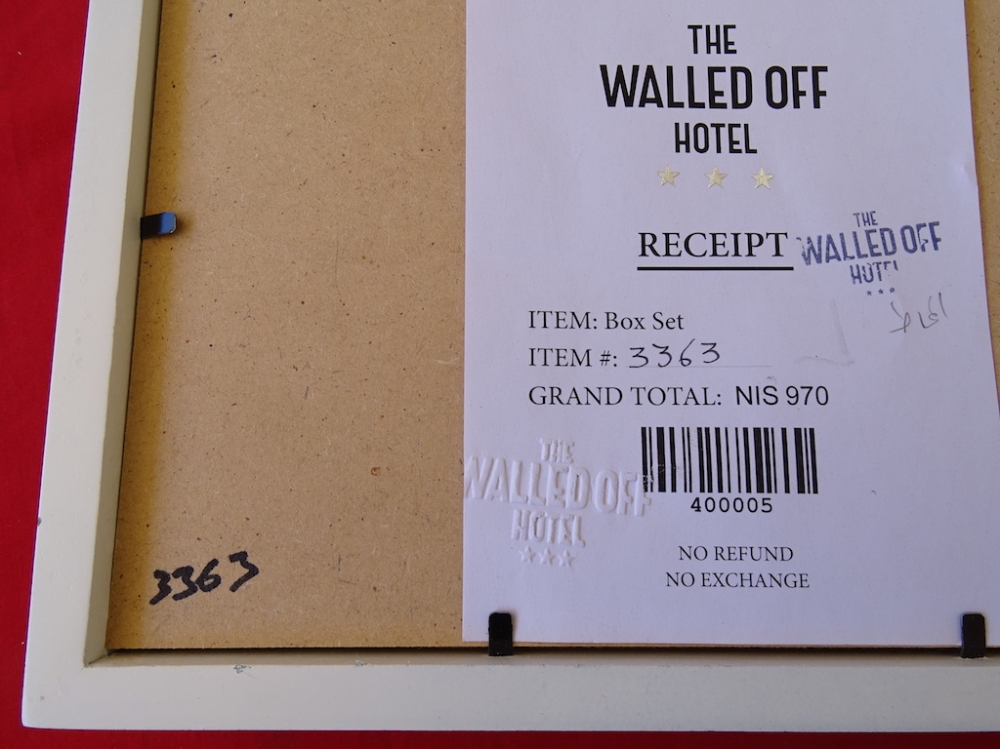 THE
WALLED OFF
HOTEL
RECEIPT
THE
WALLED OFF
HOTEL
ITEM: Box Set
ITEM #: 3363
GRAND TOTAL: NIS 970
400005
THE
WALLED OFF
HOTEL
NO REFUND
NO EXCHANGE
3363